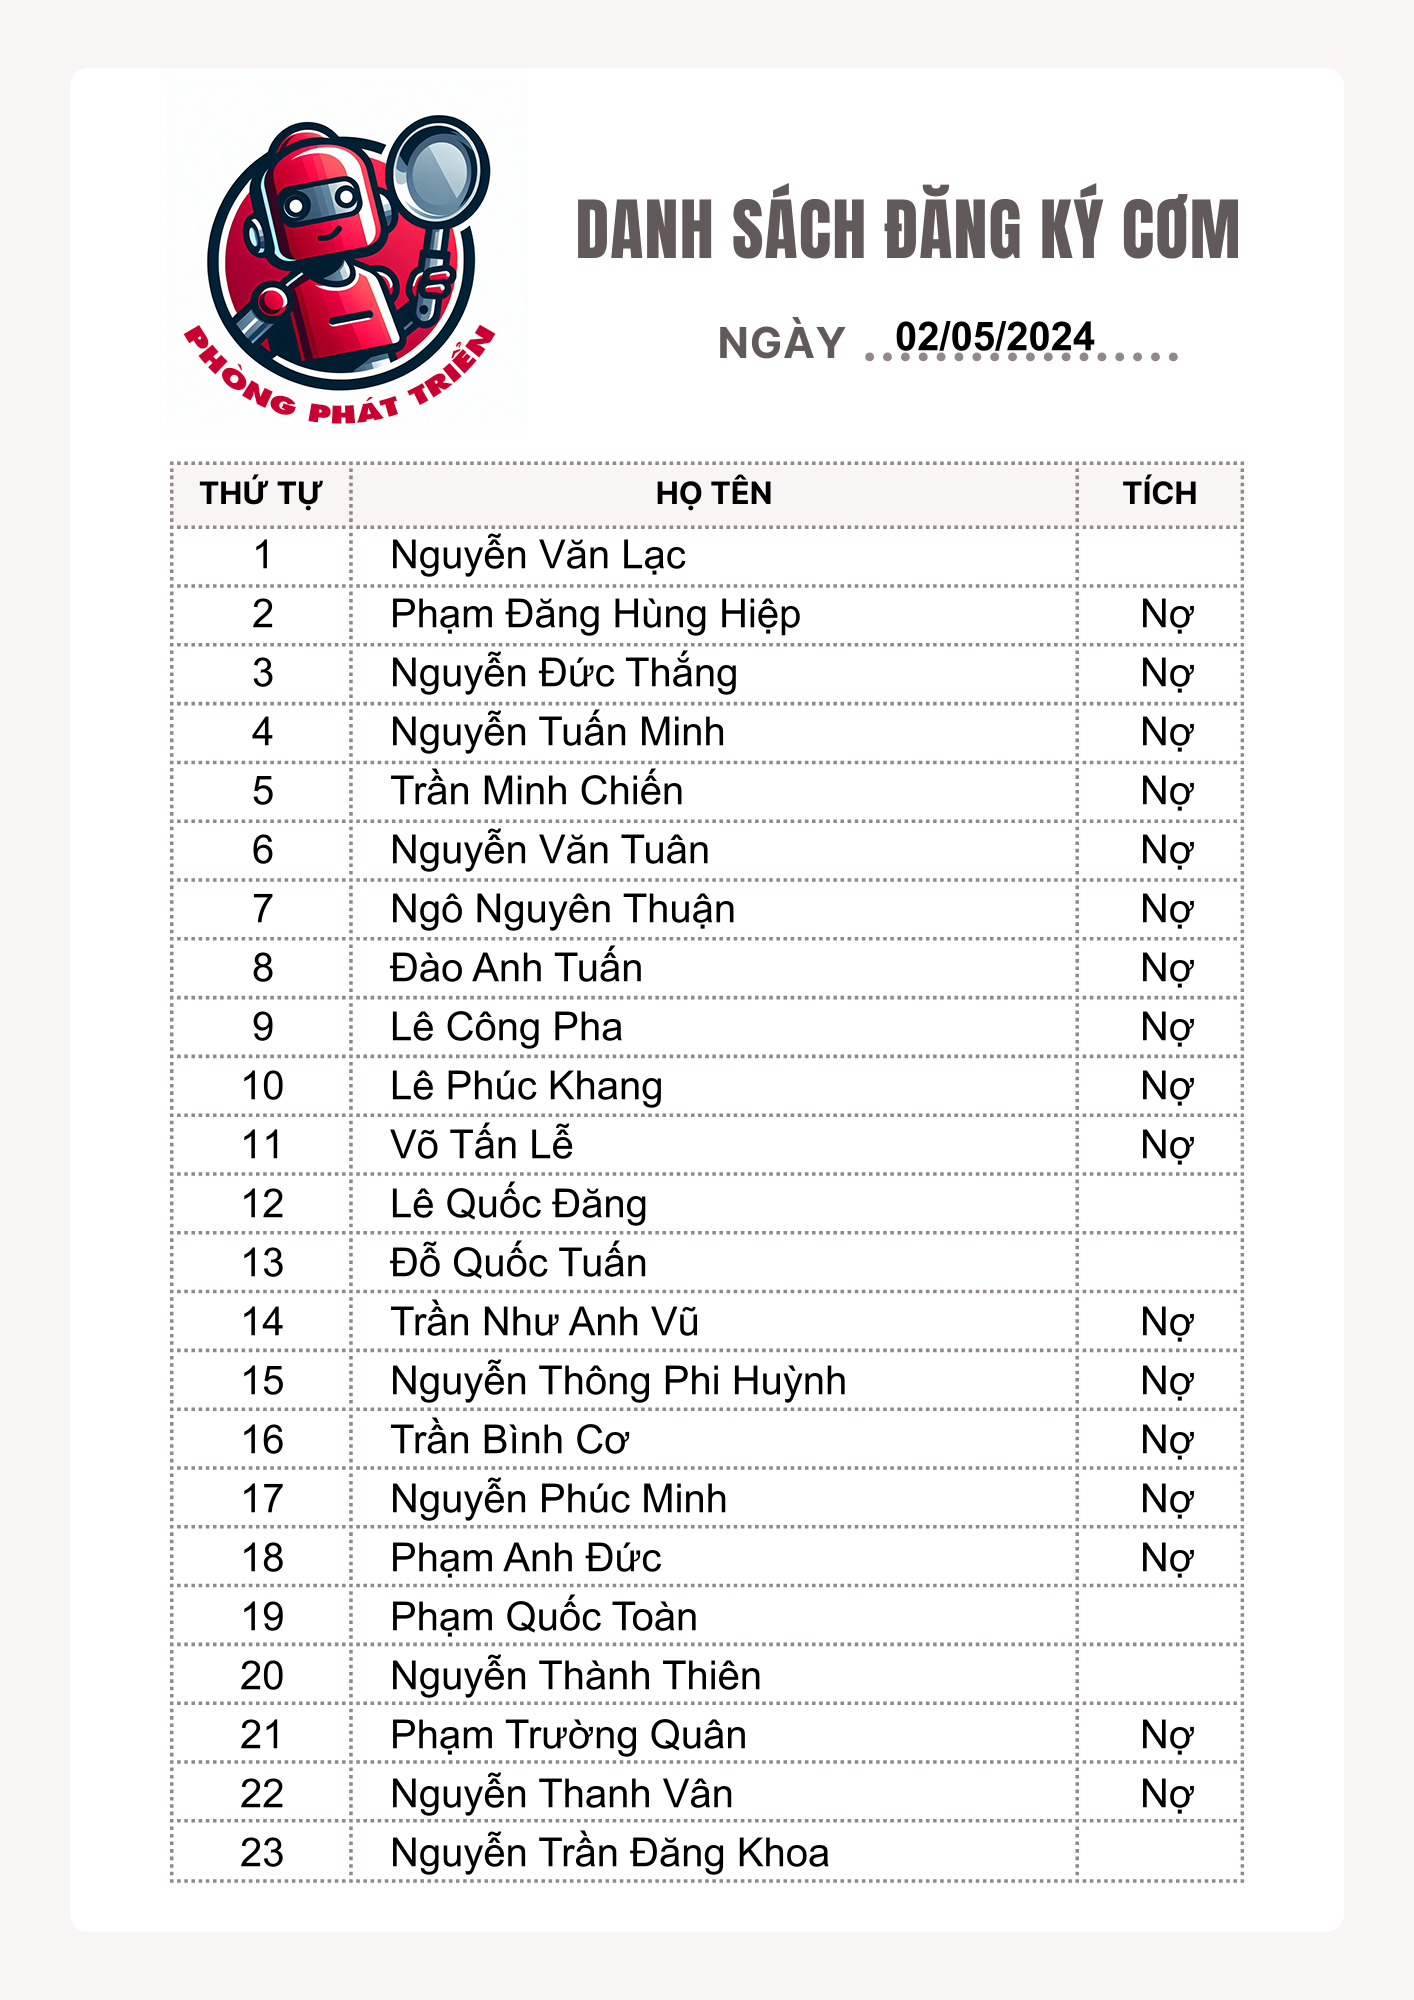 PHÒNG PHÁT TRIỂN
DANH SÁCH ĐĂNG KÝ CƠM
NGÀY 02/05/2024
THỨ TỰ HỌ TÊN TÍCH
1 Nguyễn Văn Lạc
2 Phạm Đăng Hùng Hiệp Nợ
3 Nguyễn Đức Thắng Nợ
4 Nguyễn Tuấn Minh Nợ
5 Trần Minh Chiến Nợ
6 Nguyễn Văn Tuân Nợ
7 Ngô Nguyên Thuận Nợ
8 Đào Anh Tuấn Nợ
9 Lê Công Pha Nợ
10 Lê Phúc Khang Nợ
11 Võ Tấn Lễ Nợ
12 Lê Quốc Đăng
13 Đỗ Quốc Tuấn
14 Trần Như Anh Vũ Nợ
15 Nguyễn Thông Phi Huỳnh Nợ
16 Trần Bình Cơ Nợ
17 Nguyễn Phúc Minh Nợ
18 Phạm Anh Đức Nợ
19 Phạm Quốc Toàn
20 Nguyễn Thành Thiên
21 Phạm Trường Quân Nợ
22 Nguyễn Thanh Vân Nợ
23 Nguyễn Trần Đăng Khoa